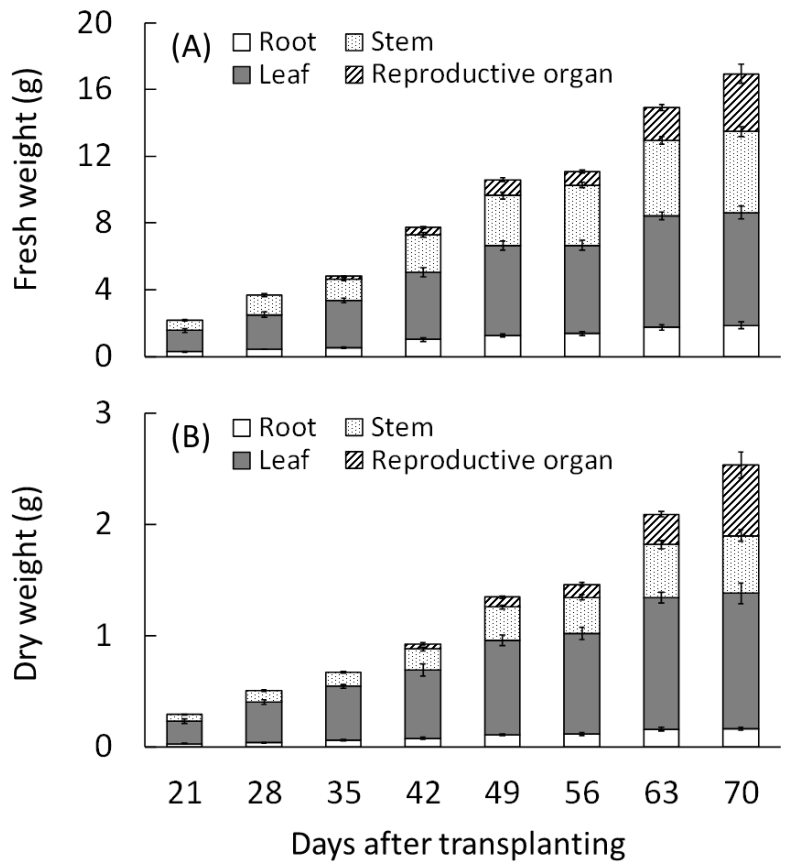 20
(A) Root Stem
Leaf Reproductive organ
16
12
8
4
0
Fresh weight (g)
3
(B) Root Stem
Leaf Reproductive organ
2
1
0
Dry weight (g)
21 28 35 42 49 56 63 70
Days after transplanting